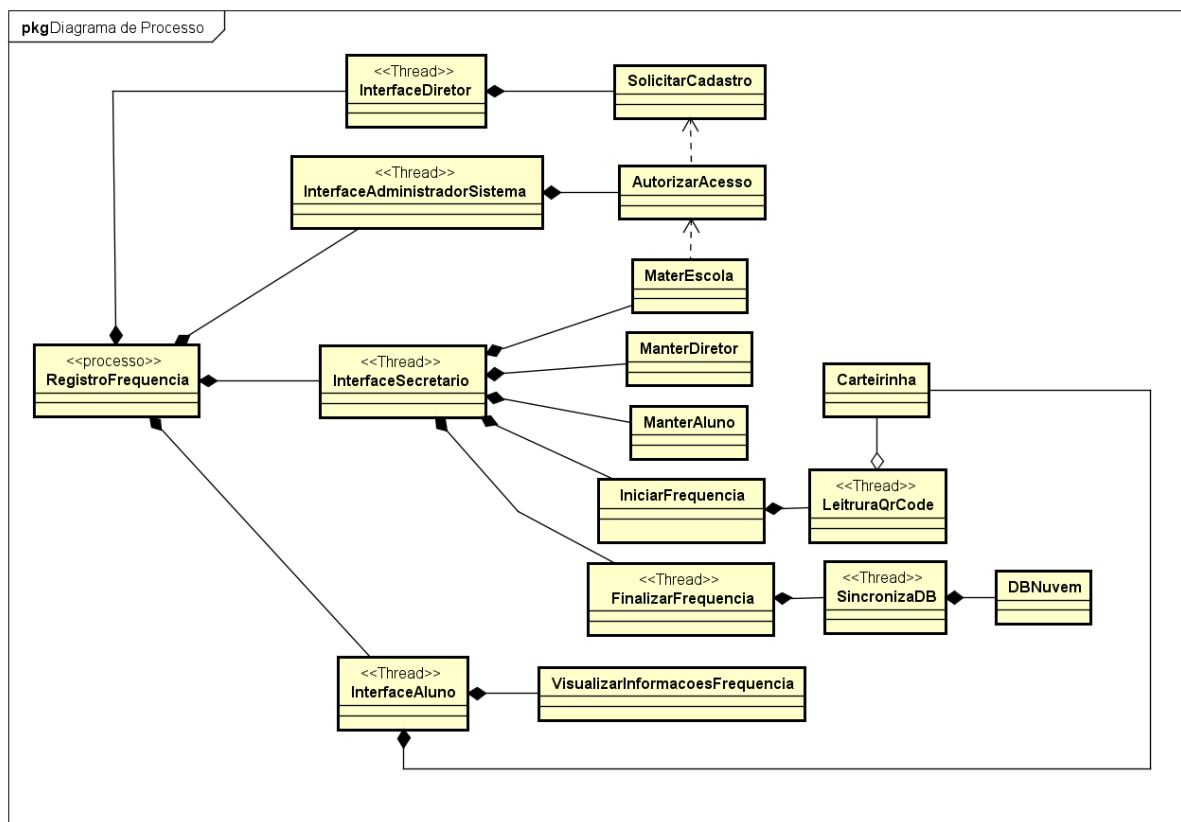 pkg Diagrama de Processo
<<Thread>>
InterfaceDiretor
SolicitarCadastro
<<Thread>>
InterfaceAdministradorSistema
AutorizarAcesso
MaterEscola
<<processo>>
RegistroFrequencia
<<Thread>>
InterfaceSecretario
ManterDiretor
Carteirinha
ManterAluno
IniciarFrequencia
<<Thread>>
LeitruraQrCode
<<Thread>>
FinalizarFrequencia
<<Thread>>
SincronizaDB
DBNuvem
<<Thread>>
InterfaceAluno
VisualizarInformacoesFrequencia